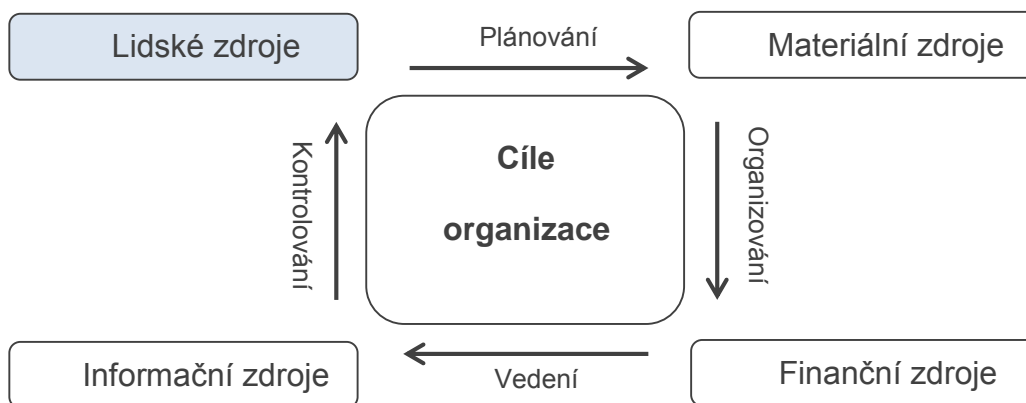 Lidské zdroje
Plánování
Materiální zdroje
Kontrolování
Cíle
organizace
Organizování
Informační zdroje
Vedení
Finanční zdroje